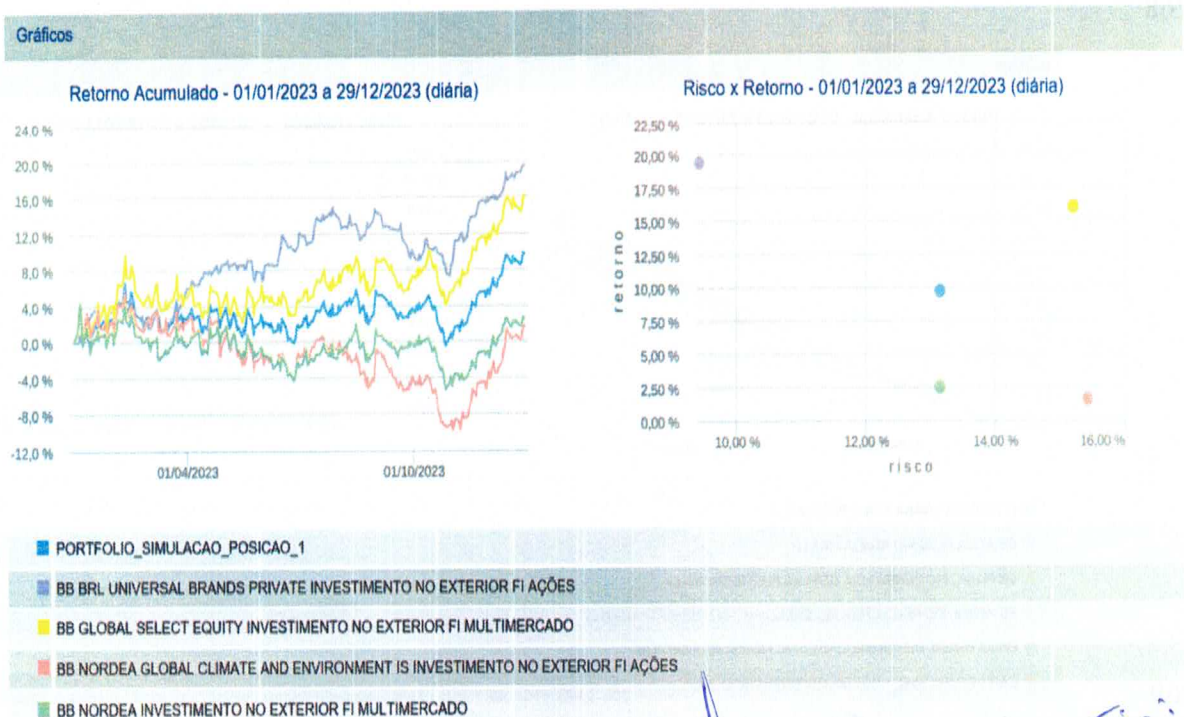 Gráficos
Retorno Acumulado - 01/01/2023 a 29/12/2023 (diária)
24.0 %
20.0 %
16,0 %
12,0 %
8,0 %
4,0 %
0,0 %
-4,0 %
-8,0 %
-12,0 %
01/04/2023
01/10/2023
Risco x Retorno - 01/01/2023 a 29/12/2023 (diária)
22,50 %
20,00 %
17,50 %
15,00 %
12,50 %
10,00 %
7,50 %
5,00 %
2,50 %
0,00 %
retorno
10,00 %
12,00 %
14,00 %
16,00 %
risco
PORTFOLIO_SIMULACAO_POSICAO_1
BB BRL UNIVERSAL BRANDS PRIVATE INVESTIMENTO NO EXTERIOR FI AÇÕES
BB GLOBAL SELECT EQUITY INVESTIMENTO NO EXTERIOR FI MULTIMERCADO
BB NORDEA GLOBAL CLIMATE AND ENVIRONMENT IS INVESTIMENTO NO EXTERIOR FI AÇÕES
BB NORDEA INVESTIMENTO NO EXTERIOR FI MULTIMERCADO